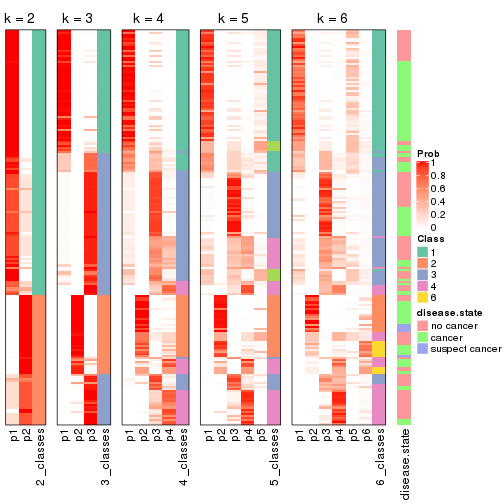 k = 2 k = 3 k = 4 k = 5 k = 6
Prob
1
0.8
0.6
0.4
0.2
0
Class
1
2
3
4
6
disease.state
no cancer
cancer
suspect cancer
p1 p2 2_classes p1 p2 p3 3_classes p1 p2 p3 p4 4_classes p1 p2 p3 p4 p5 5_classes p1 p2 p3 p4 p5 p6 6_classes disease.state